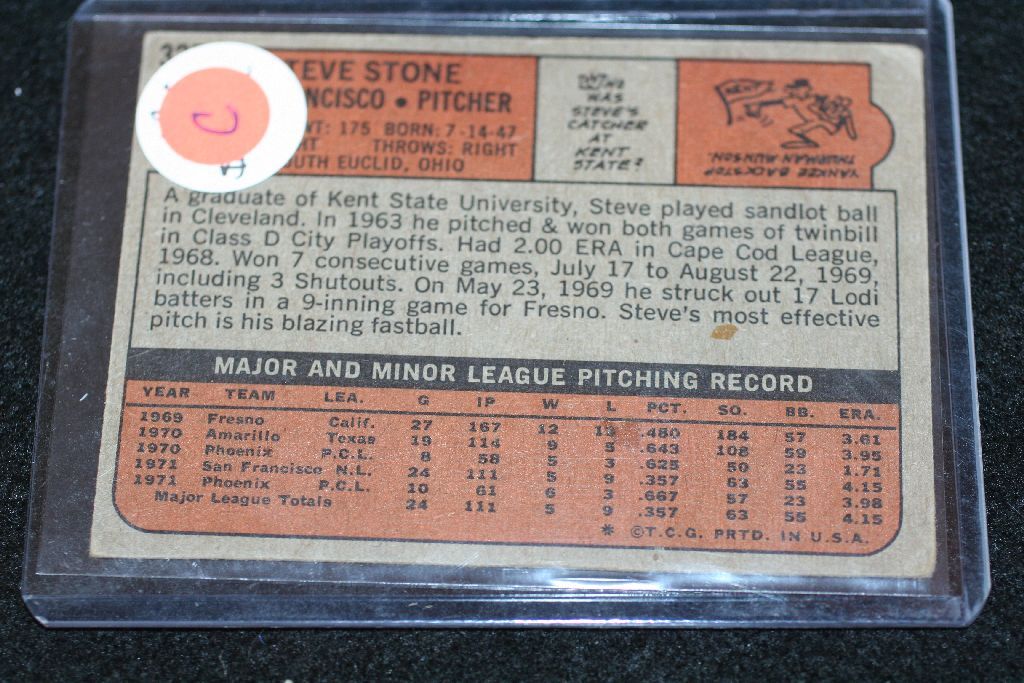 TEVE STONE
NCISCO • PITCHER
WT: 175 BORN: 7-14-47
THROWS: RIGHT
UTH EUCLID, OHIO
C
WHO
WAS
STEVE'S
CATCHER
AT
KENT
STATE?
YANKEE BACKSTOP
THURMAN MUNSON.
A graduate of Kent State University, Steve played sandlot ball
in Cleveland. In 1963 he pitched & won both games of twinbill
in Class D City Playoffs. Had 2.00 ERA in Cape Cod League,
1968. Won 7 consecutive games, July 17 to August 22, 1969,
including 3 Shutouts. On May 23, 1969 he struck out 17 Lodi
batters in a 9-inning game for Fresno. Steve's most effective
pitch is his blazing fastball.
MAJOR AND MINOR LEAGUE PITCHING RECORD
YEAR TEAM LEA. G IP W L PCT. SO. BB. ERA.
1969 Fresno Calif. 27 167 12 13 .480 184 57 3.61
1970 Amarillo Texas 19 114 9 5 .643 108 59 3.95
1970 Phoenix P.C.L. 8 58 5 3 .625 50 23 1.71
1971 San Francisco N.L. 24 111 5 9 .357 63 55 4.15
1971 Phoenix P.C.L. 10 61 6 3 .667 57 23 3.98
Major League Totals 24 111 5 9 .357 63 55 4.15
* ©T.C.G. PRTD. IN U.S.A.